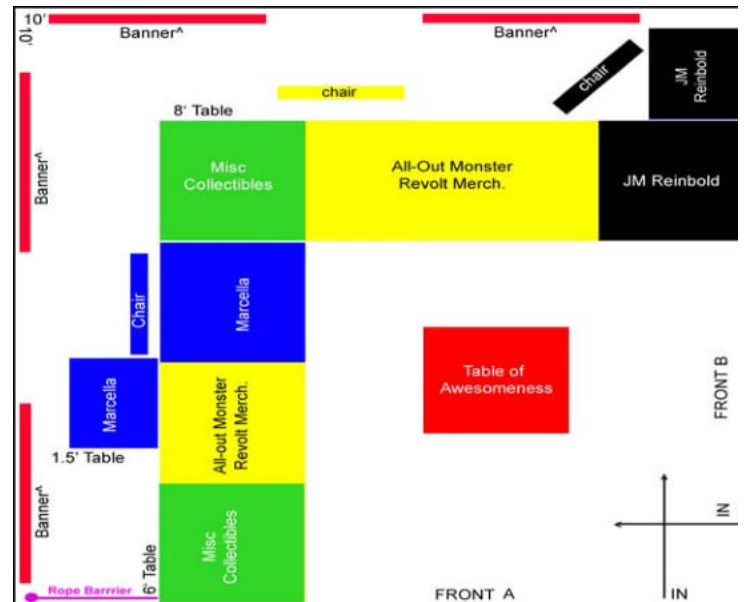 10'
10'
Banner^
Banner^
chair
chair
JM
Reinbold
8' Table
Misc
Collectibles
All-Out Monster
Revolt Merch.
JM Reinbold
Banner^
Chair
Marcella
Marcella
1.5' Table
All-out Monster
Revolt Merch.
Table of
Awesomeness
FRONT B
Banner^
6' Table
Misc
Collectibles
IN
Rope Barrrier
FRONT A
IN